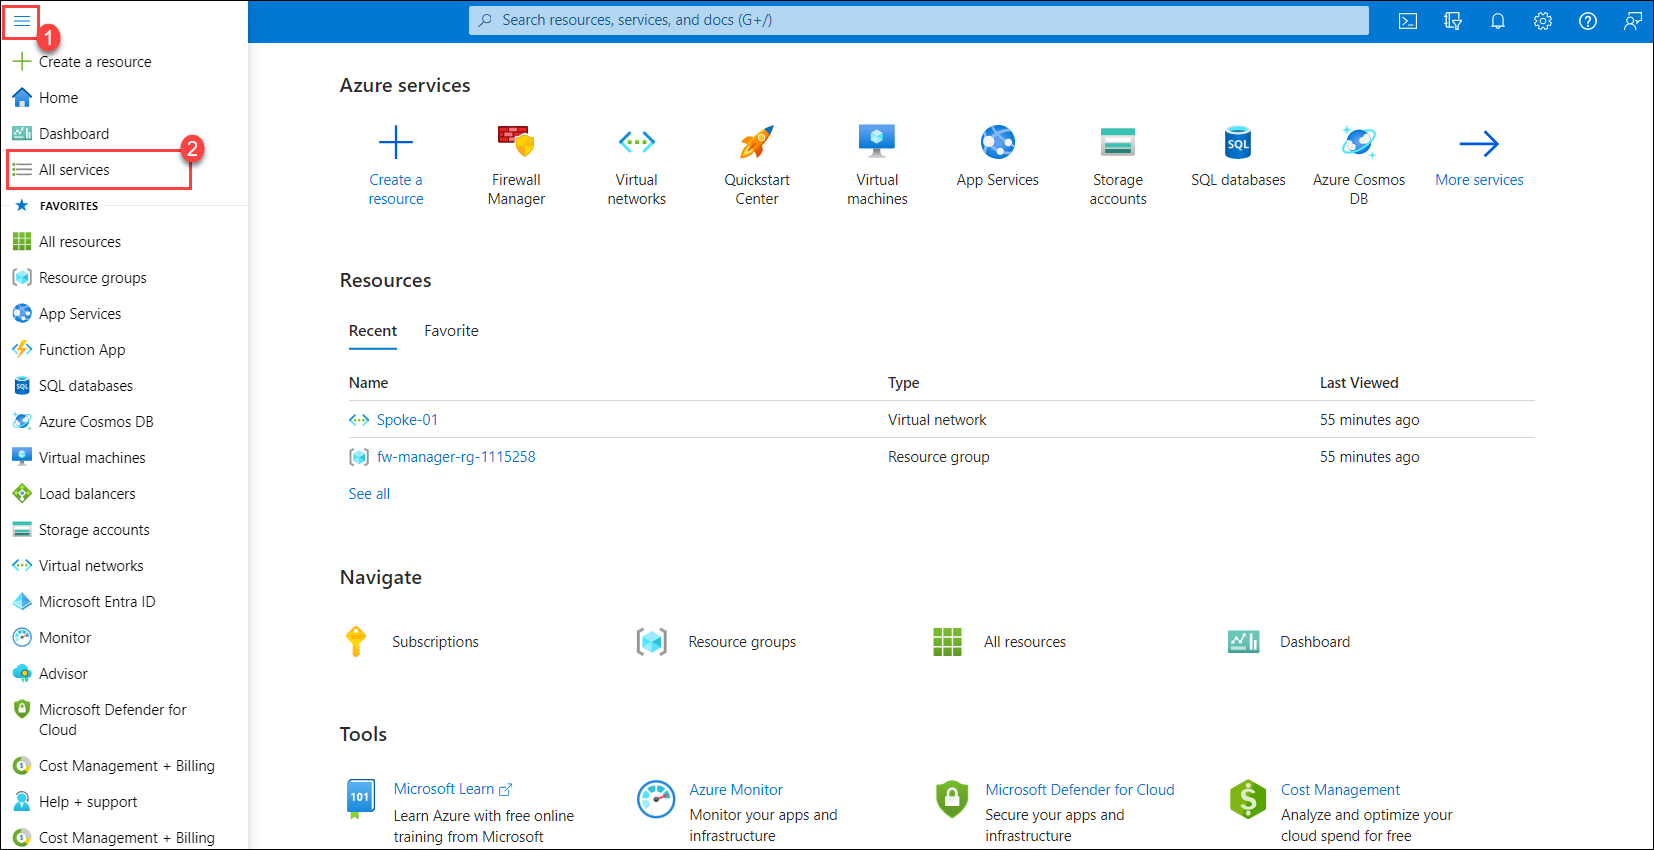 Search resources, services, and docs (G+/)
1
Create a resource
Home
Dashboard
2
All services
FAVORITES
All resources
Resource groups
App Services
Function App
SQL databases
Azure Cosmos DB
Virtual machines
Load balancers
Storage accounts
Virtual networks
Microsoft Entra ID
Monitor
Advisor
Microsoft Defender for
Cloud
Cost Management + Billing
Help + support
Cost Management + Billing
Azure services
Create a
resource
Firewall
Manager
Virtual
networks
Quickstart
Center
Virtual
machines
App Services
Storage
accounts
SQL
SQL databases
Azure Cosmos
DB
More services
Resources
Recent Favorite
Name Type Last Viewed
Spoke-01 Virtual network 55 minutes ago
fw-manager-rg-1115258 Resource group 55 minutes ago
See all
Navigate
Subscriptions Resource groups All resources Dashboard
Tools
101
Microsoft Learn
Learn Azure with free online
training from Microsoft
Azure Monitor
Monitor your apps and
infrastructure
Microsoft Defender for Cloud
Secure your apps and
infrastructure
Cost Management
Analyze and optimize your
cloud spend for free